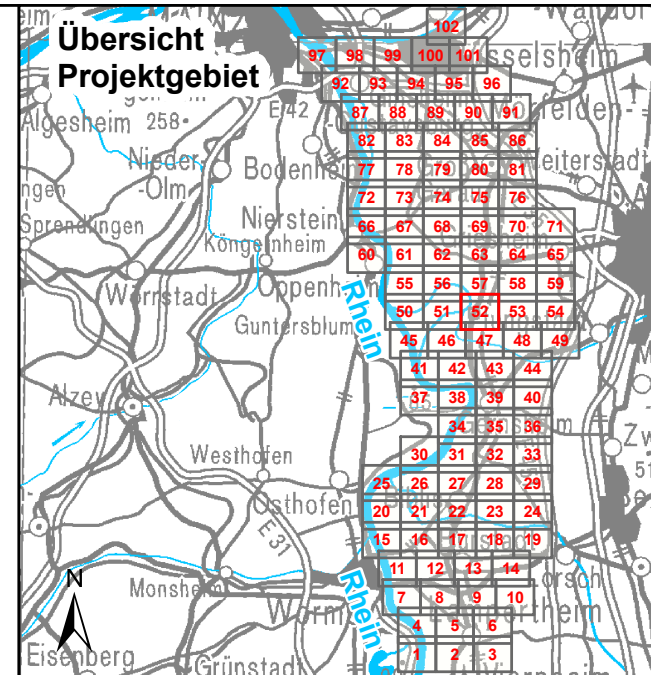 Übersicht
Projektgebiet
102
97 98 99 100 101
sselsheim
92 93 94 95 96
E 42
87 88 89 90 91
Algesheim 258
82 83 84 85 86
Nieder-
-Olm
Bodenheim
77 78 79 80 81
72 73 74 75 76
Sprendlingen
Nierstein
66 67 68 69 70 71
Köngernheim
60 61 62 63 64 65
Wörrstadt
Oppenheim
Rhein
55 56 57 58 59
50 51 52 53 54
Guntersblum
45 46 47 48 49
41 42 43 44
Alzey
37 38 39 40
34 35 36
Westhofen
30 31 32 33
25 26 27 28 29
Osthofen
20 21 22 23 24
E 31
15 16 17 18 19
11 12 13 14
Lorsch
N
Monsheim
Rhein
7 8 9 10
Worms
4 5 6
Eisenberg
Grünstadt
1 2 3